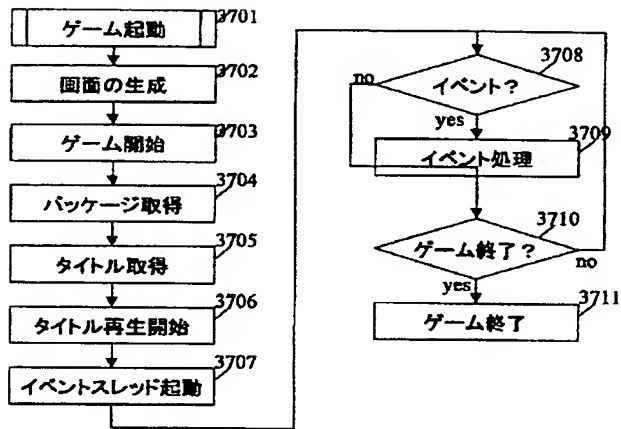 ゲーム起動
3701
画面の生成
3702
ゲーム開始
3703
パッケージ取得
3704
タイトル取得
3705
タイトル再生開始
3706
イベントスレッド起動
3707
イベント?
3708
no
yes
イベント処理
3709
ゲーム終了?
3710
no
yes
ゲーム終了
3711